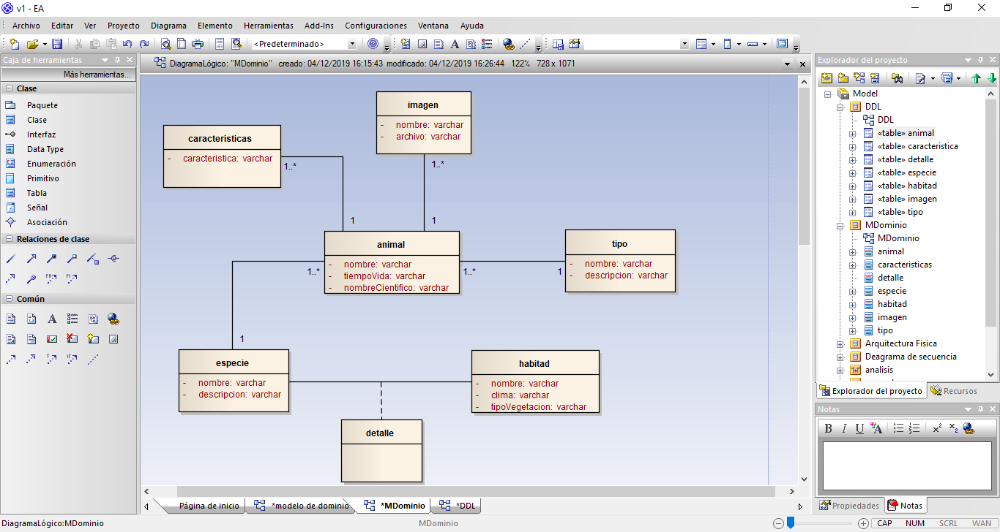 v1 - EA
Archivo Editar Ver Proyecto Diagrama Elemento Herramientas Add-Ins Configuraciones Ventana Ayuda
<Predeterminado>
Caja de herramientas
Más herramientas...
Clase
Paquete
Clase
Interfaz
Data Type
Enumeración
Primitivo
Tabla
Señal
Asociación
Relaciones de clase
Común
DiagramaLógico: "MDominio" creado: 04/12/2019 16:15:43 modificado: 04/12/2019 16:26:44 122% 728 x 1071
imagen
- nombre: varchar
- archivo: varchar
caracteristicas
- caracteristica: varchar
1..*
1..*
1
1
animal
- nombre: varchar
- tiempoVida: varchar
- nombreCientifico: varchar
tipo
- nombre: varchar
- descripcion: varchar
1..*
1..*
1
1
especie
- nombre: varchar
- descripcion: varchar
habitad
- nombre: varchar
- clima: varchar
- tipoVegetacion: varchar
detalle
Página de inicio *modelo de dominio *MDominio *DDL
Explorador del proyecto
Model
DDL
DDL
«table» animal
«table» caracteristica
«table» detalle
«table» especie
«table» habitad
«table» imagen
«table» tipo
MDominio
MDominio
animal
caracteristicas
detalle
especie
habitad
imagen
tipo
Arquitectura Fisica
Deagrama de secuencia
analisis
Explorador del proyecto Recursos
Notas
B I U A x² x₂
Propiedades Notas
DiagramaLógico:MDominio MDominio CAP NUM SCRL WAN